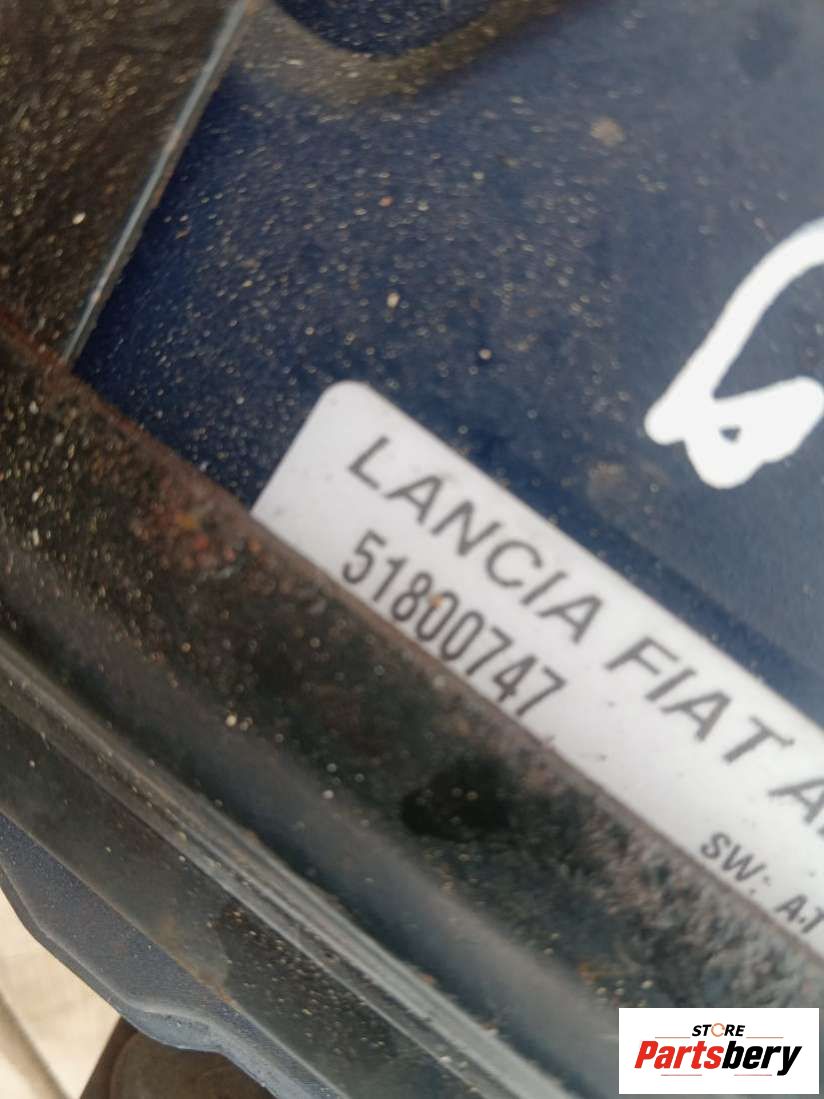 LANCIA FIAT
51800747
SW: A.T
STORE
Partsbery